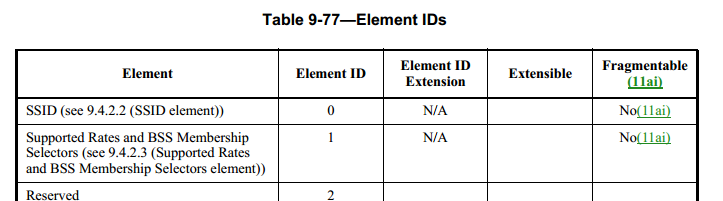 Table 9-77—Element IDs
Element Element ID Element ID Extension Extensible Fragmentable (11ai)
SSID (see 9.4.2.2 (SSID element)) 0 N/A No(11ai)
Supported Rates and BSS Membership 1 N/A No(11ai)
Selectors (see 9.4.2.3 (Supported Rates
and BSS Membership Selectors element))
Reserved 2